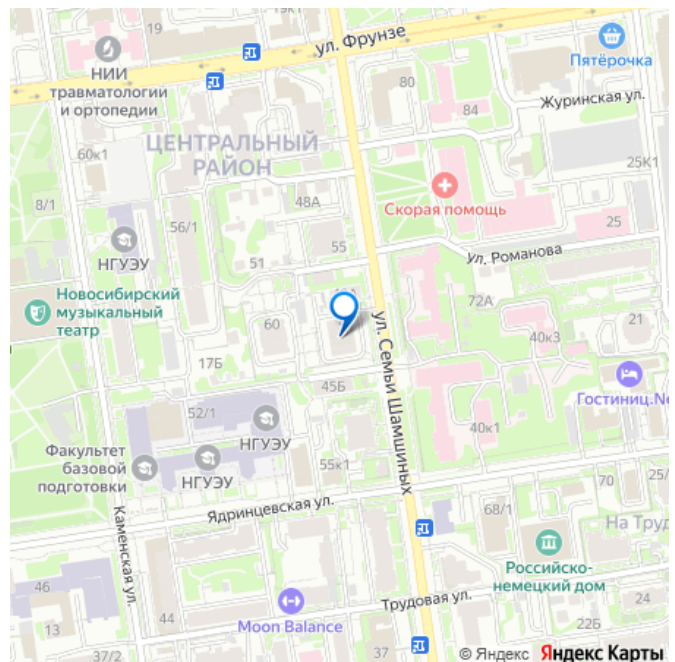 19
ул. Фрунзе
НИИ
травматологии
и ортопедии
Пятёрочка
80
84
Журинская ул.
ЦЕНТРАЛЬНЫЙ
РАЙОН
60к1
25К1
8/1
48А
Скорая помощь
56/1
55
25
НГУЭУ
51
ул. Романова
Новосибирский
музыкальный
театр
60
72А
21
ул. Семьи Шамшиных
40к3
17Б
45Б
Гостиниц.Ne
52/1
40к1
Факультет
базовой
подготовки
НГУЭУ
НГУЭУ
55к1
70
25/
Ядринцевская ул.
68/1
На Труд
Каменская ул.
Российско-
немецкий дом
46
Трудовая ул.
24
13
44
Moon Balance
22Б
37/2
37
© Яндекс Яндекс Карты